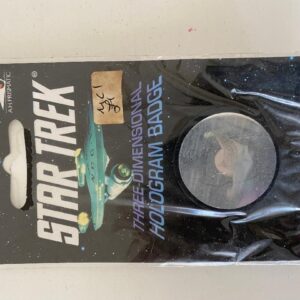 STAR TREK®
THREE-DIMENSIONAL
HOLOGRAM BADGE